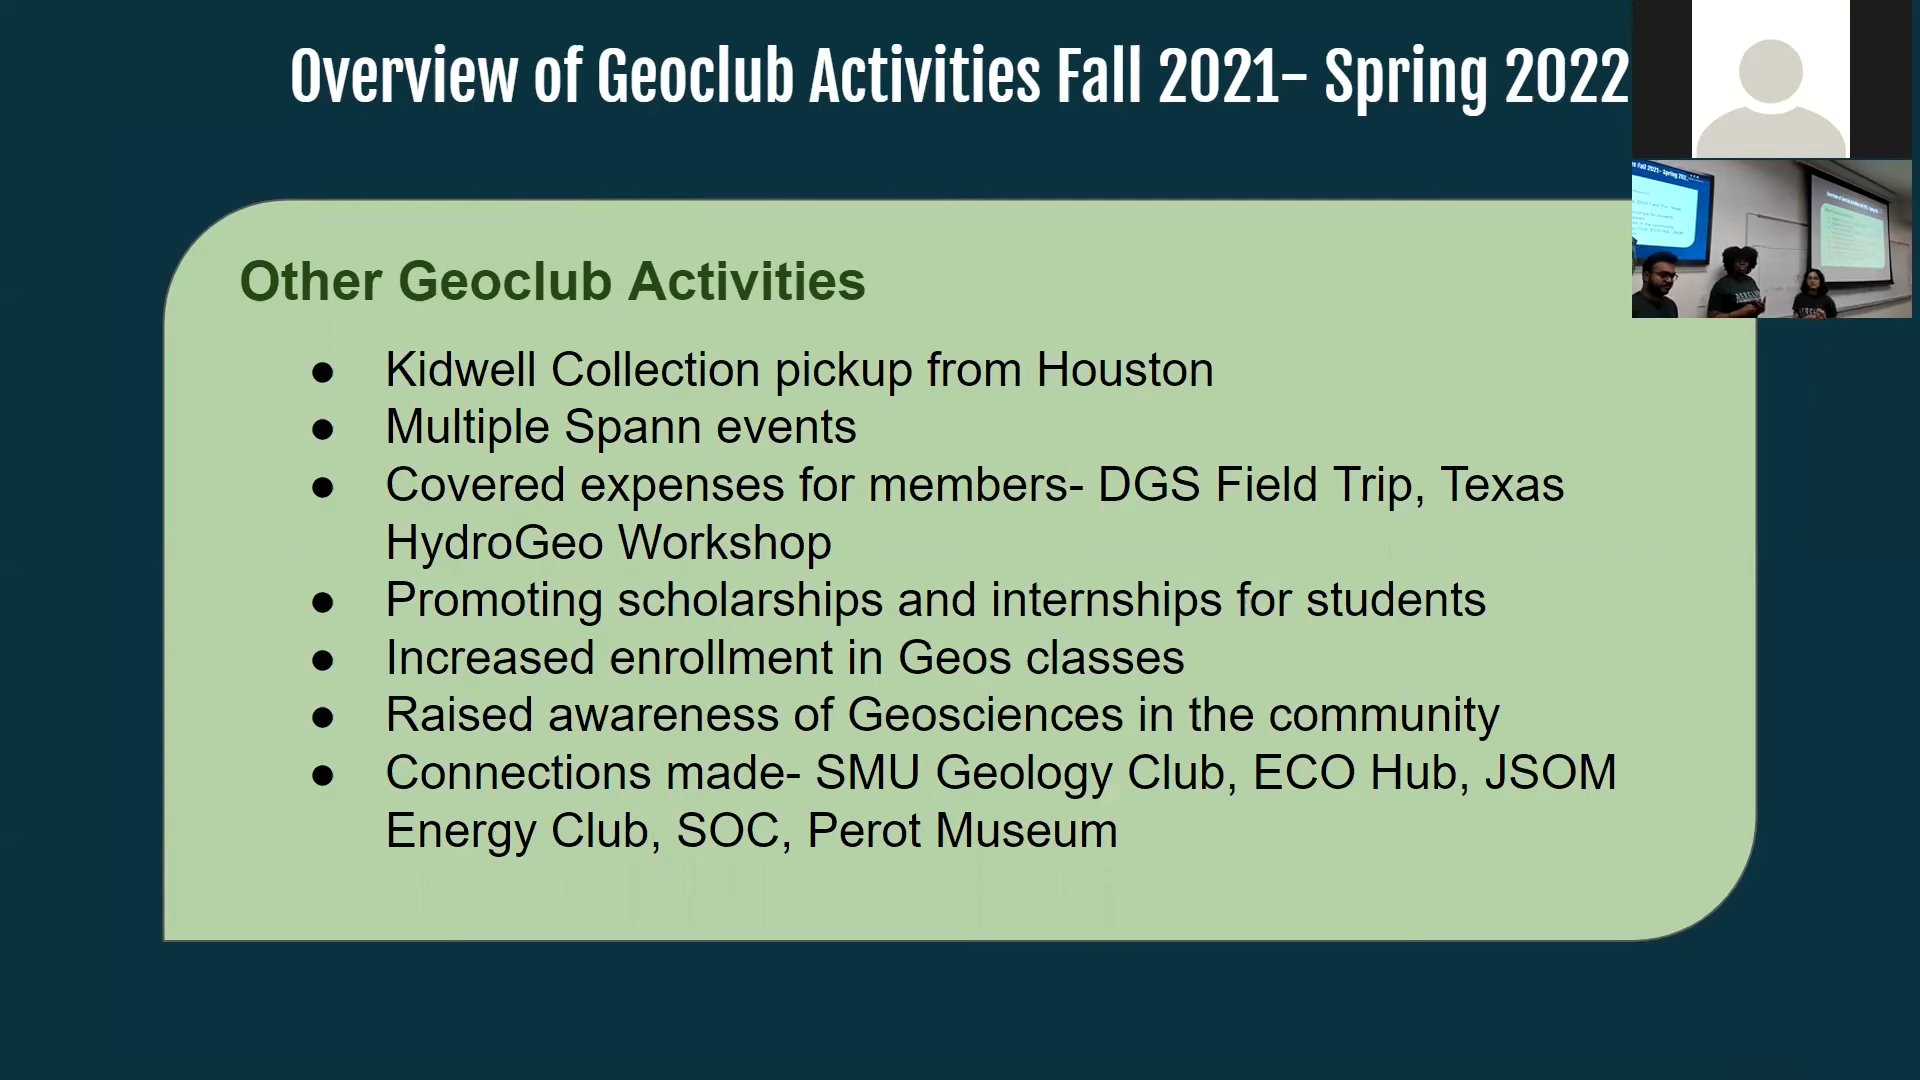 Overview of Geoclub Activities Fall 2021- Spring 2022
Other Geoclub Activities
● Kidwell Collection pickup from Houston
● Multiple Spann events
● Covered expenses for members- DGS Field Trip, Texas
HydroGeo Workshop
● Promoting scholarships and internships for students
● Increased enrollment in Geos classes
● Raised awareness of Geosciences in the community
● Connections made- SMU Geology Club, ECO Hub, JSOM
Energy Club, SOC, Perot Museum